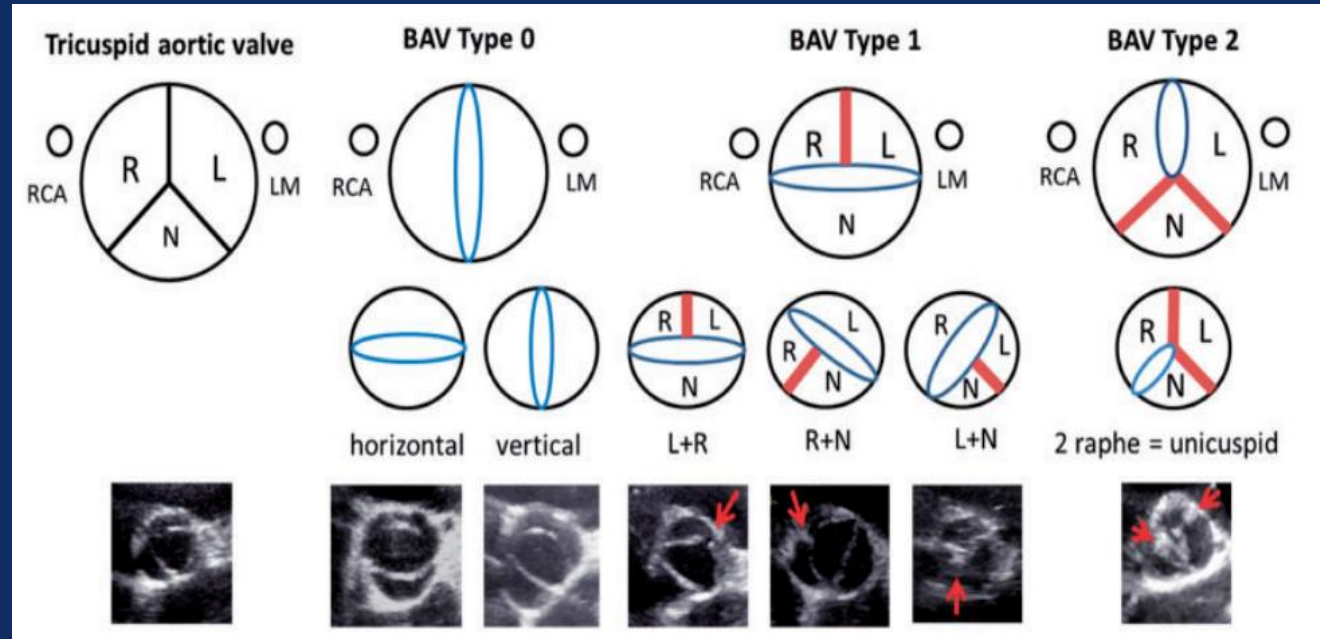 Tricuspid aortic valve
BAV Type 0
BAV Type 1
BAV Type 2
R L
N
RCA
LM
RCA
LM
R L
N
RCA
LM
R L
N
RCA
LM
R L
N
R
L
N
R
L
N
R L
N
horizontal
vertical
L+R
R+N
L+N
2 raphe = unicuspid